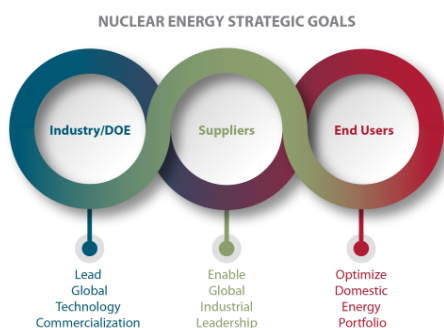 NUCLEAR ENERGY STRATEGIC GOALS
Industry/DOE
Suppliers
End Users
Lead
Global
Technology
Commercialization
Enable
Global
Industrial
Leadership
Optimize
Domestic
Energy
Portfolio